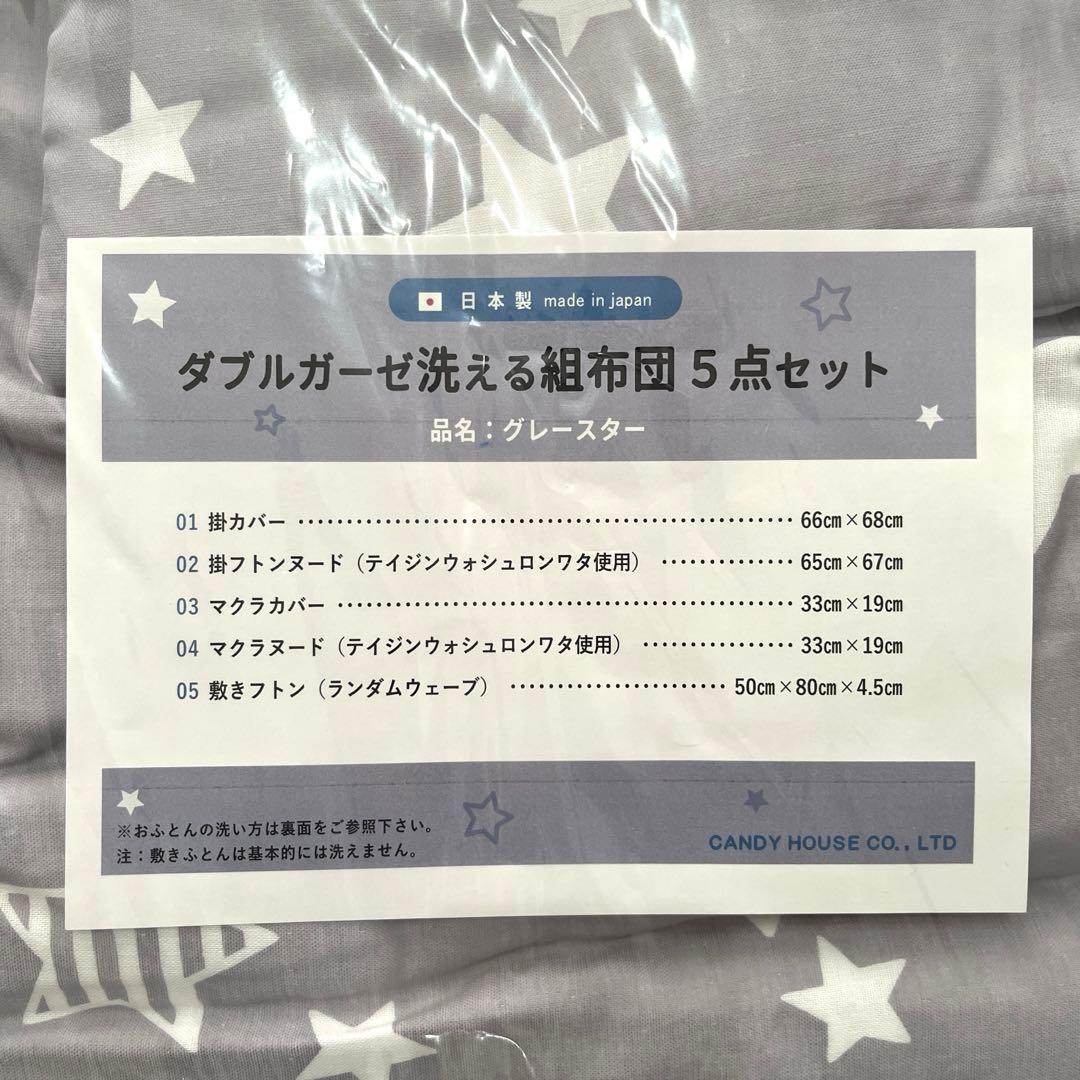 日本製 made in japan
ダブルガーゼ洗える組布団5点セット
品名：グレースター
01 掛カバー ……………………………………………… 66㎝×68㎝
02 掛フトンヌード（テイジンウォシュロンワタ使用） …………… 65㎝×67㎝
03 マクラカバー ………………………………………… 33㎝×19㎝
04 マクラヌード（テイジンウォシュロンワタ使用） ……………… 33㎝×19㎝
05 敷きフトン（ランダムウェーブ） …………………… 50㎝×80㎝×4.5㎝
※おふとんの洗い方は裏面をご参照下さい。
注：敷きふとんは基本的には洗えません。
CANDY HOUSE CO., LTD